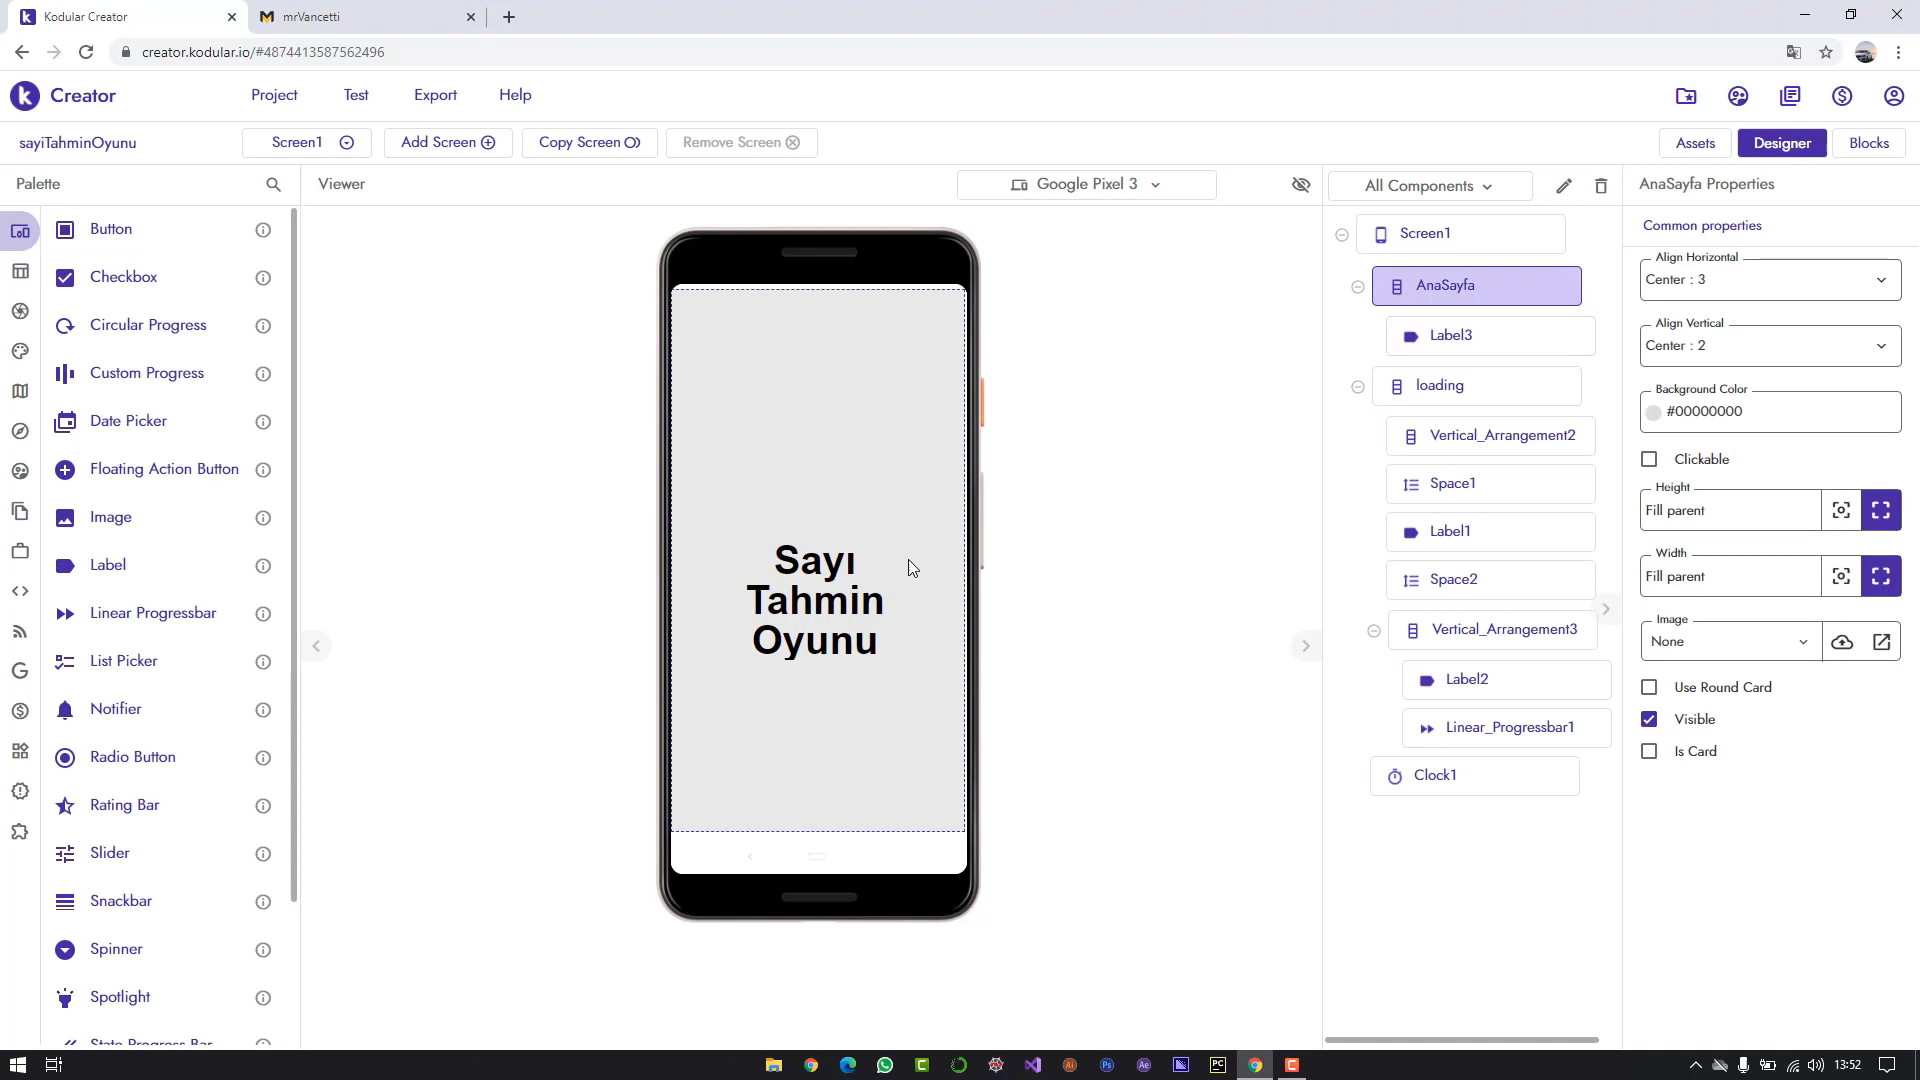 Kodular Creator
mrVancetti
creator.kodular.io/#4874413587562496
Creator
Project
Test
Export
Help
sayiTahminOyunu
Screen1
Add Screen
Copy Screen
Remove Screen
Assets
Designer
Blocks
Palette
Viewer
Google Pixel 3
All Components
AnaSayfa Properties
Button
Checkbox
Circular Progress
Custom Progress
Date Picker
Floating Action Button
Image
Label
Linear Progressbar
List Picker
Notifier
Radio Button
Rating Bar
Slider
Snackbar
Spinner
Spotlight
State Progress Bar
Sayı
Tahmin
Oyunu
Screen1
AnaSayfa
Label3
loading
Vertical_Arrangement2
Space1
Label1
Space2
Vertical_Arrangement3
Label2
Linear_Progressbar1
Clock1
Common properties
Align Horizontal
Center : 3
Align Vertical
Center : 2
Background Color
#00000000
Clickable
Height
Fill parent
Width
Fill parent
Image
None
Use Round Card
Visible
Is Card
13:52